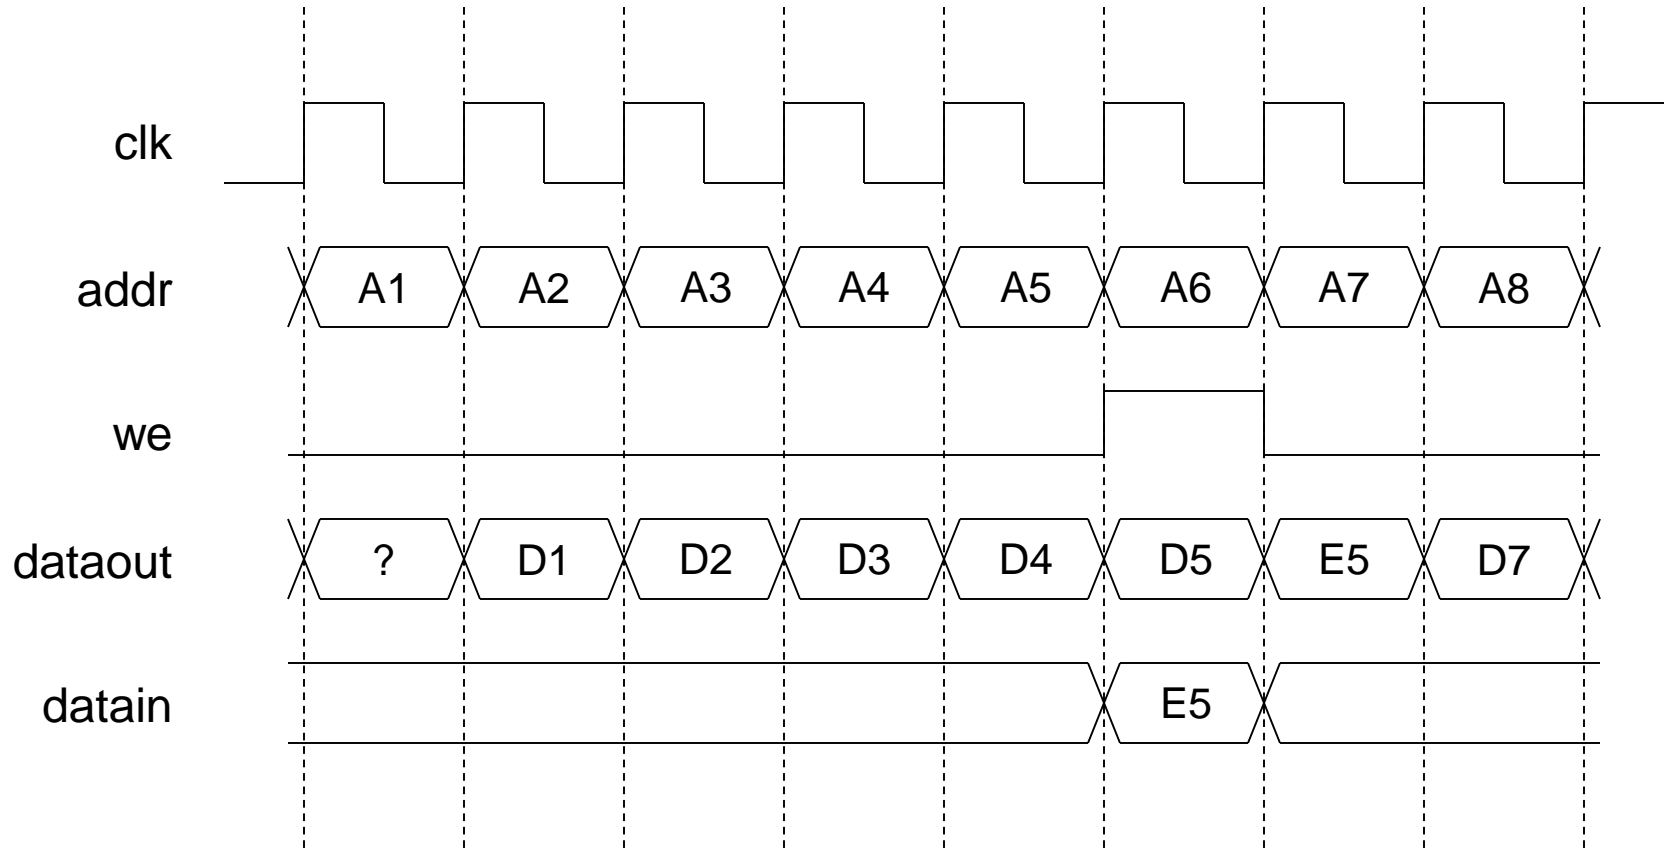 clk
addr A1 A2 A3 A4 A5 A6 A7 A8
we
dataout ? D1 D2 D3 D4 D5 E5 D7
datain E5